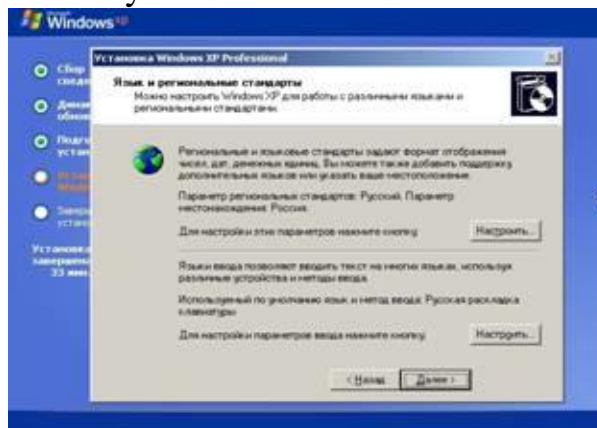 Windows xp
Установка Windows XP Professional
Язык и региональные стандарты
Можно настроить Windows XP для работы с различными языками и
региональными стандартами.
Сбор
сведе
Динам
обнов
Подго
устан
Устан
Windo
Завер
устан
Установка
завершена
33 мин.
Региональные и языковые стандарты задают формат отображения
чисел, дат, денежных единиц. Вы можете также добавить поддержку
дополнительных языков или указать ваше местоположение.
Параметр региональных стандартов: Русский, Параметр
местонахождения: Россия.
Для настройки этих параметров нажмите кнопку
Настроить...
Языки ввода позволяют вводить текст на многих языках, используя
различные устройства и методы ввода.
Используемый по умолчанию язык и метод ввода: Русская раскладка
клавиатуры
Для настройки параметров ввода нажмите кнопку
Настроить...
< Назад
Далее >